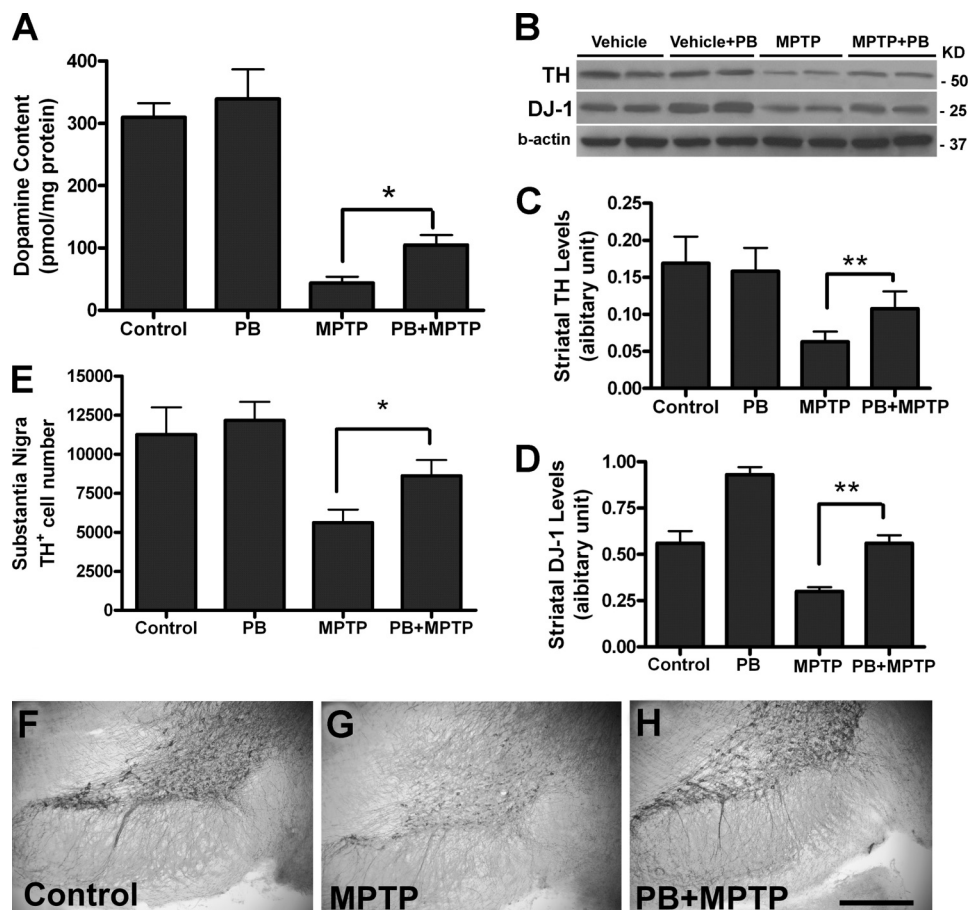 A
Dopamine Content
(pmol/mg protein)
400
300
200
100
0
Control PB MPTP PB+MPTP
*
B
Vehicle Vehicle+PB MPTP MPTP+PB KD
TH - 50
DJ-1 - 25
b-actin - 37
C
Striatal TH Levels
(aibitary unit)
0.25
0.20
0.15
0.10
0.05
0.00
Control PB MPTP PB+MPTP
**
E
Substantia Nigra
TH+ cell number
15000
12500
10000
7500
5000
2500
0
Control PB MPTP PB+MPTP
*
D
Striatal DJ-1 Levels
(aibitary unit)
1.00
0.75
0.50
0.25
0.00
Control PB MPTP PB+MPTP
**
F
Control
G
MPTP
H
PB+MPTP